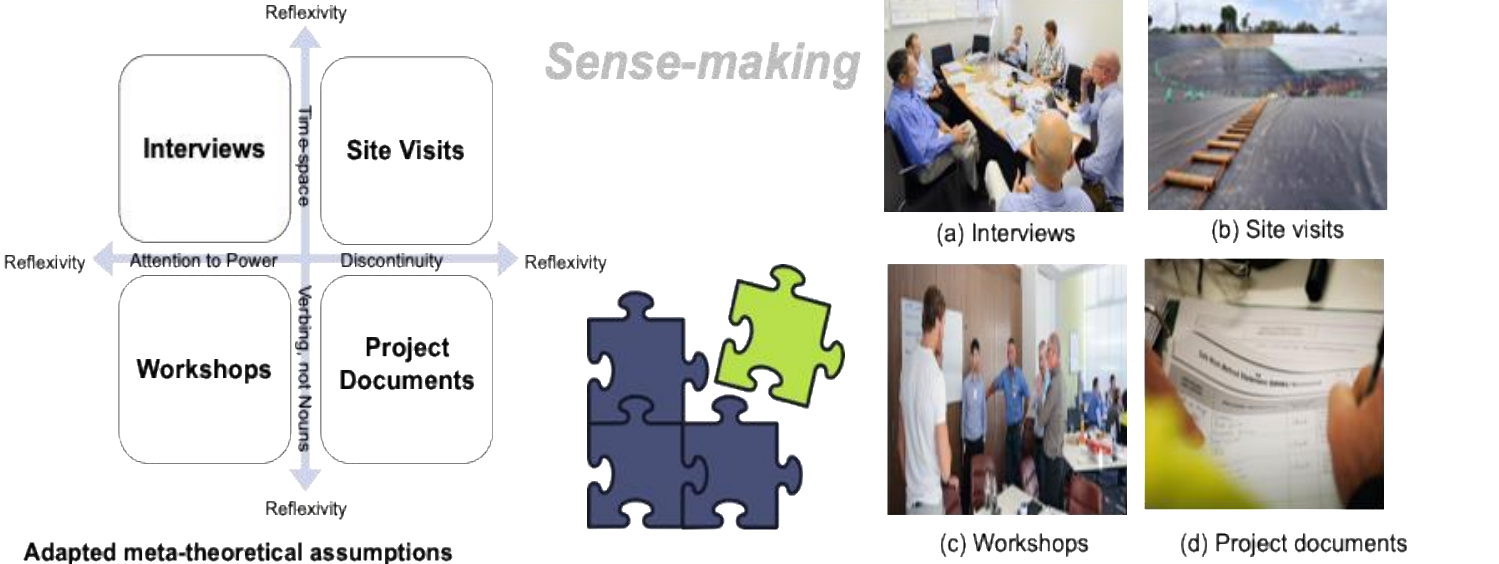 Reflexivity
Sense-making
Interviews
Time-space
Site Visits
Reflexivity
Attention to Power
Discontinuity
Reflexivity
Workshops
Verbing, not Nouns
Project
Documents
Reflexivity
Adapted meta-theoretical assumptions
(a) Interviews
(b) Site visits
(c) Workshops
(d) Project documents